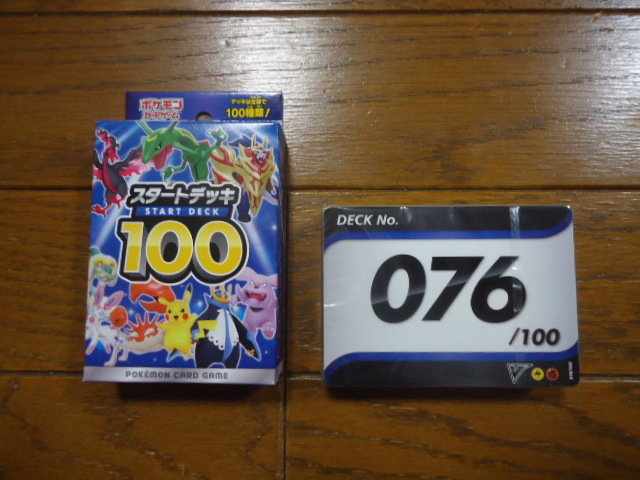 ポケモン
カードゲーム
デッキは全部で
100種類!
スタートデッキ
START DECK
100
POKÉMON CARD GAME
DECK No.
076
/100
V